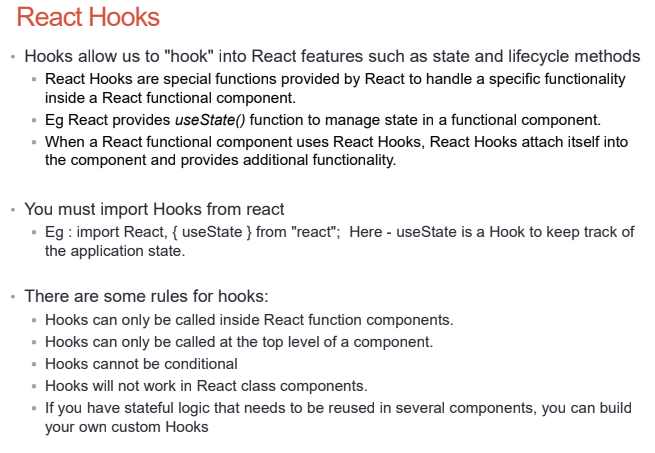 React Hooks
• Hooks allow us to "hook" into React features such as state and lifecycle methods
▪ React Hooks are special functions provided by React to handle a specific functionality
inside a React functional component.
▪ Eg React provides useState() function to manage state in a functional component.
▪ When a React functional component uses React Hooks, React Hooks attach itself into
the component and provides additional functionality.
• You must import Hooks from react
▪ Eg : import React, { useState } from "react";  Here - useState is a Hook to keep track of
the application state.
• There are some rules for hooks:
▪ Hooks can only be called inside React function components.
▪ Hooks can only be called at the top level of a component.
▪ Hooks cannot be conditional
▪ Hooks will not work in React class components.
▪ If you have stateful logic that needs to be reused in several components, you can build
your own custom Hooks